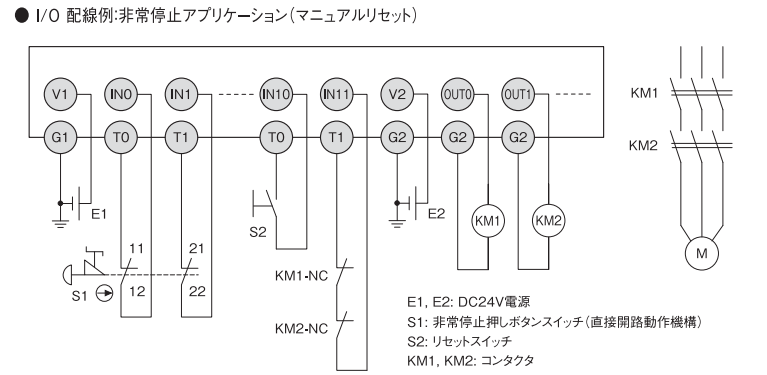 ● I/O 配線例:非常停止アプリケーション(マニュアルリセット)
V1 IN0 IN1 IN10 IN11 V2 OUT0 OUT1
G1 T0 T1 T0 T1 G2 G2 G2
KM1
KM2
E1
S2
E2
KM1
KM2
M
11 21
S1 12 22
KM1-NC
KM2-NC
E1, E2: DC24V電源
S1: 非常停止押しボタンスイッチ(直接開路動作機構)
S2: リセットスイッチ
KM1, KM2: コンタクタ